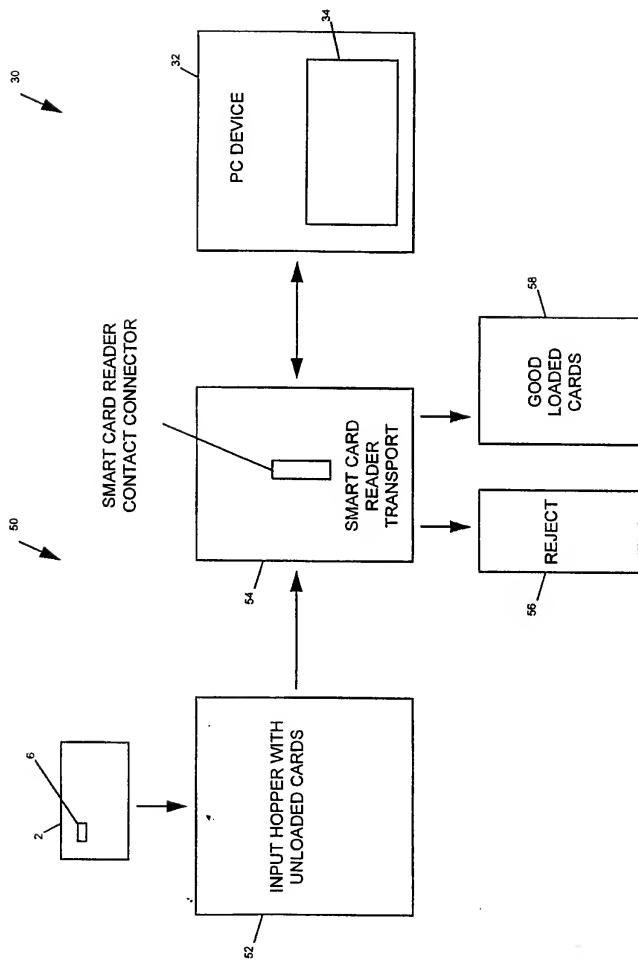 50
30
6
2
SMART CARD READER
CONTACT CONNECTOR
32
34
PC DEVICE
52
INPUT HOPPER WITH
UNLOADED CARDS
54
SMART CARD
READER
TRANSPORT
56
REJECT
58
GOOD
LOADED
CARDS